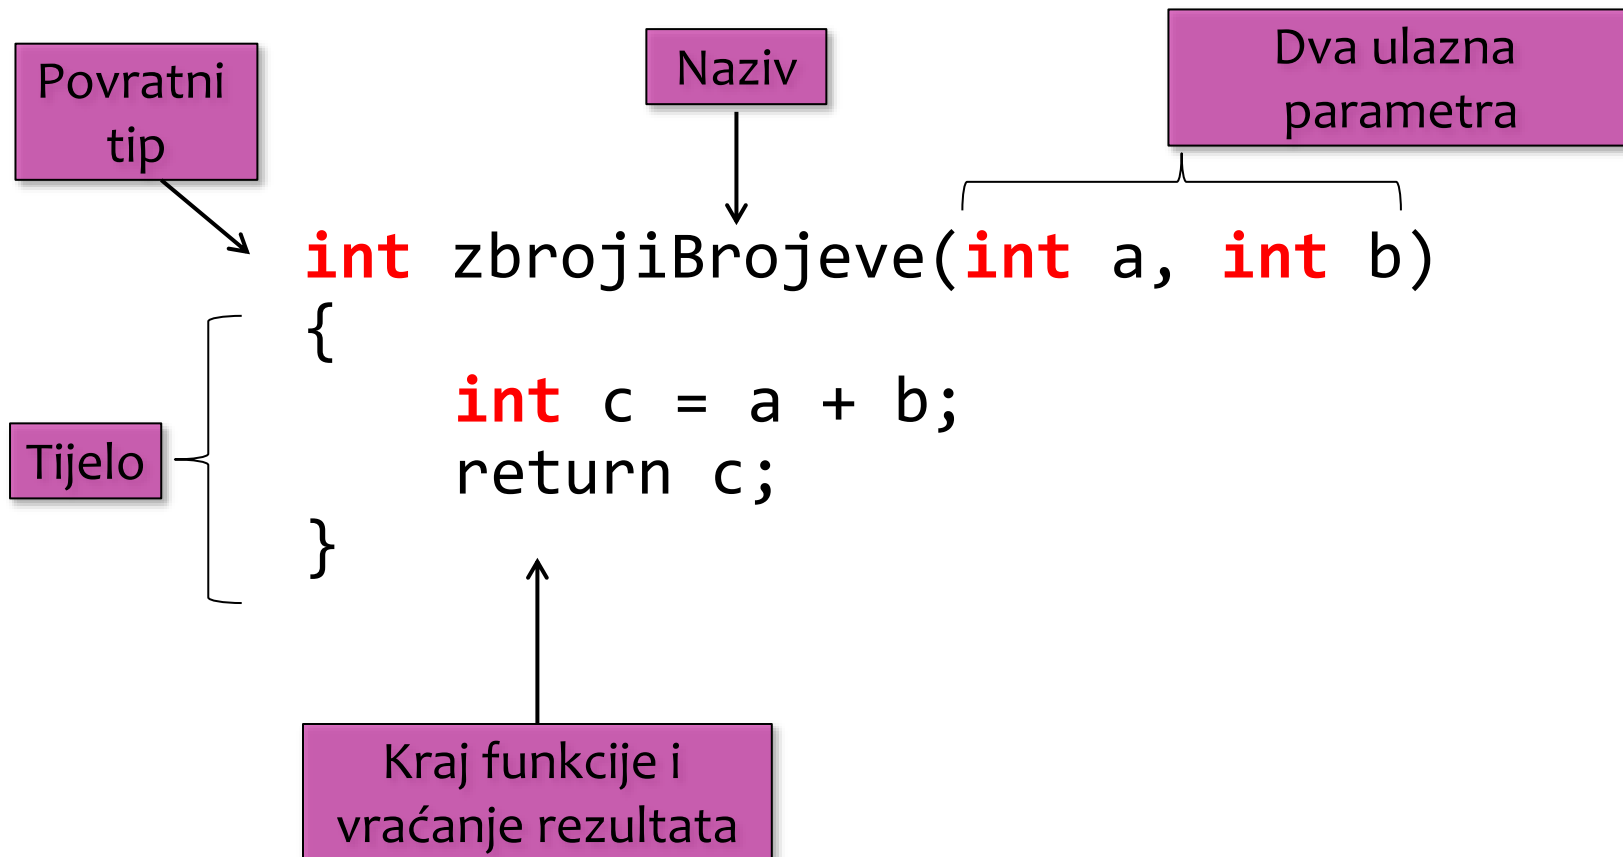 Povratni
tip
Naziv
Dva ulazna
parametra
int zbrojiBrojeve(int a, int b)
{
int c = a + b;
return c;
}
Tijelo
Kraj funkcije i
vraćanje rezultata